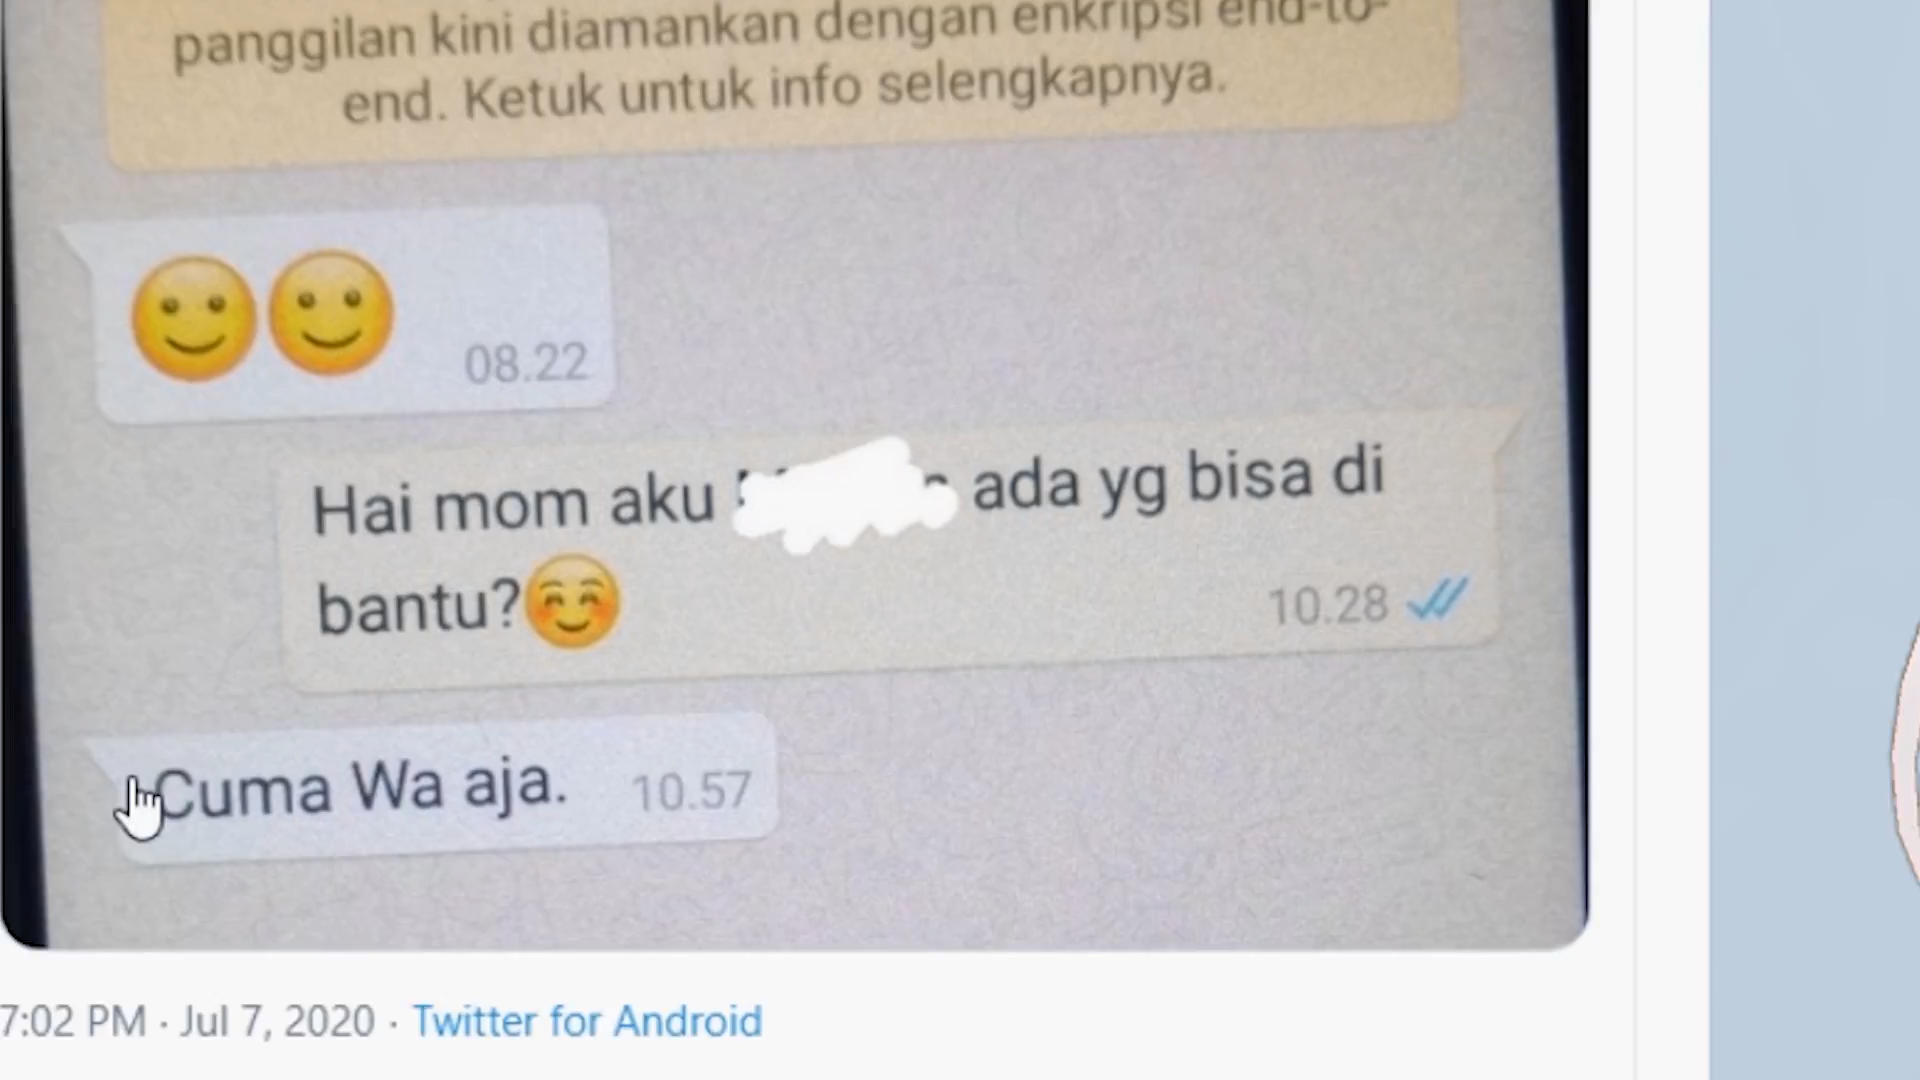 panggilan kini diamankan dengan enkripsi end-to-
end. Ketuk untuk info selengkapnya.
🙂🙂 08.22
Hai mom aku ada yg bisa di
bantu?☺️ 10.28
Cuma Wa aja. 10.57
7:02 PM · Jul 7, 2020 · Twitter for Android